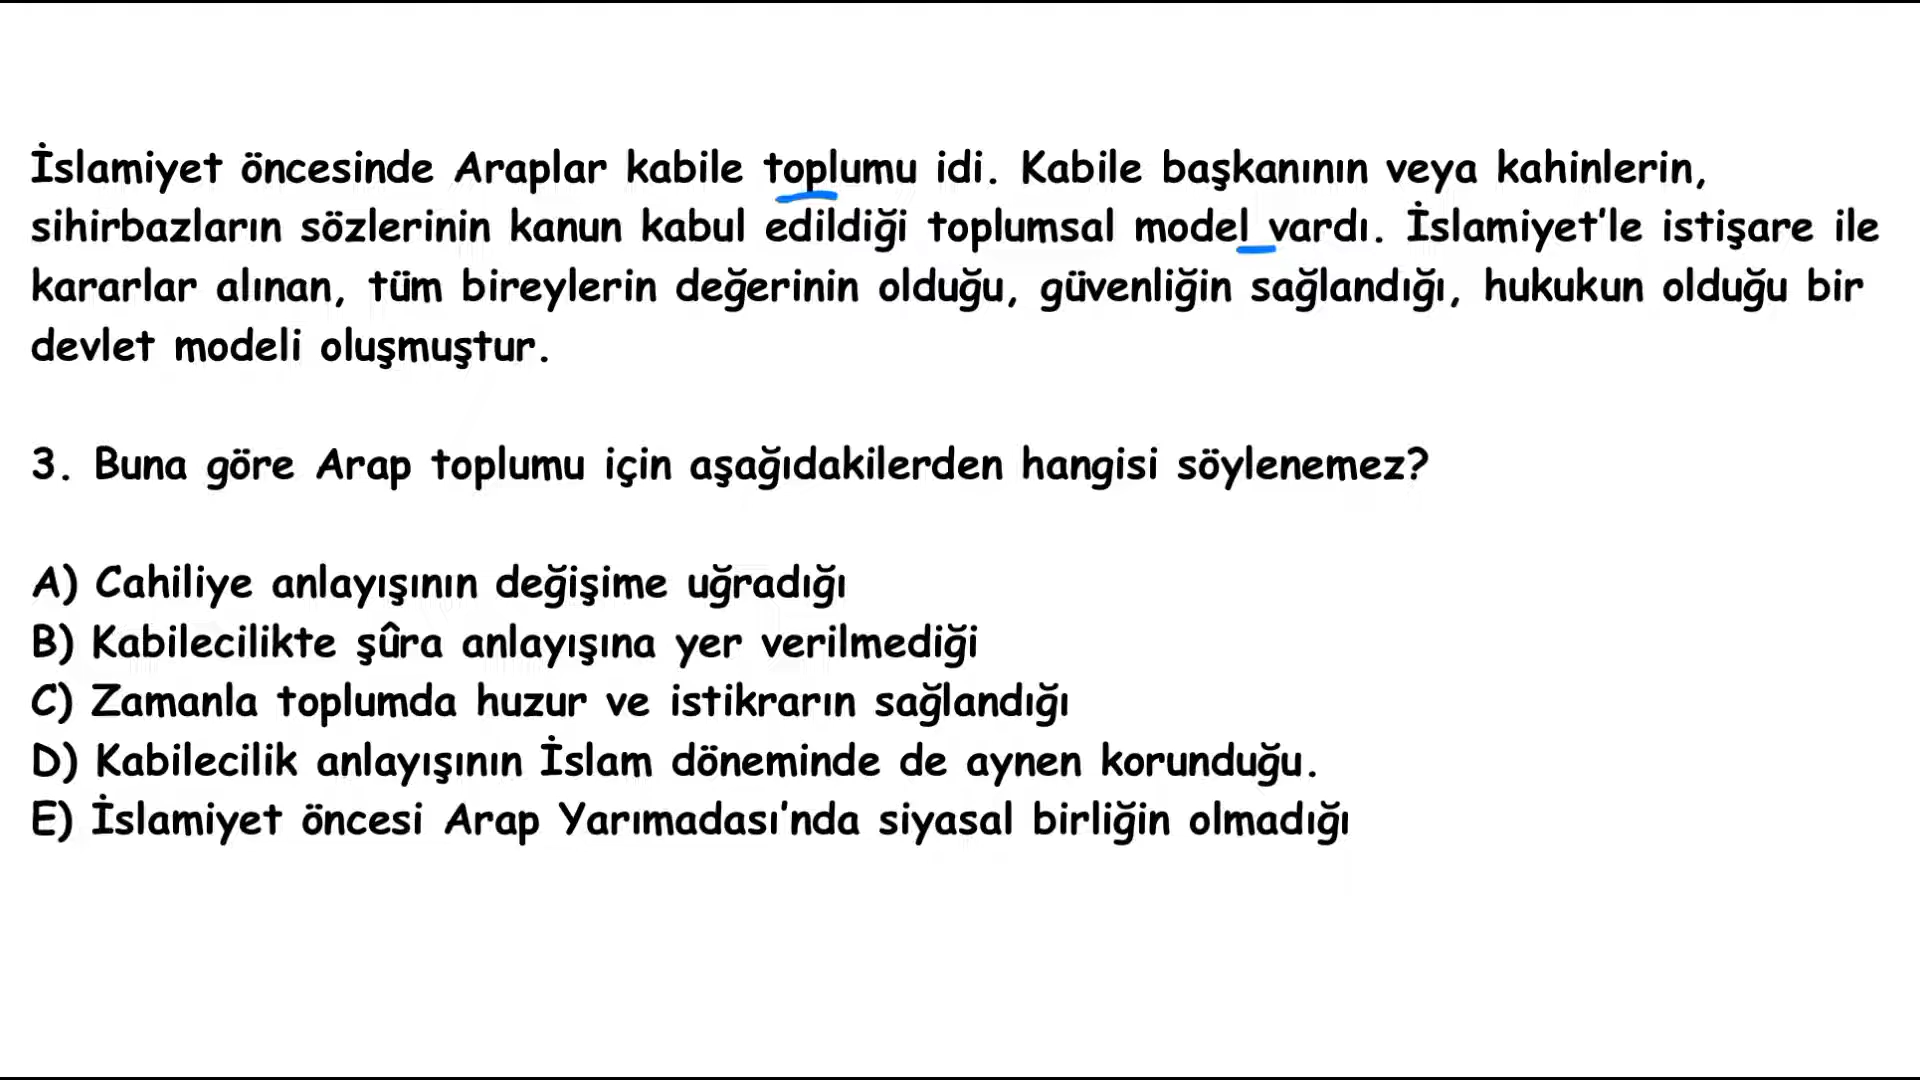 İslamiyet öncesinde Araplar kabile toplumu idi. Kabile başkanının veya kahinlerin,
sihirbazların sözlerinin kanun kabul edildiği toplumsal model vardı. İslamiyet'le istişare ile
kararlar alınan, tüm bireylerin değerinin olduğu, güvenliğin sağlandığı, hukukun olduğu bir
devlet modeli oluşmuştur.
3. Buna göre Arap toplumu için aşağıdakilerden hangisi söylenemez?
A) Cahiliye anlayışının değişime uğradığı
B) Kabilecilikte şûra anlayışına yer verilmediği
C) Zamanla toplumda huzur ve istikrarın sağlandığı
D) Kabilecilik anlayışının İslam döneminde de aynen korunduğu.
E) İslamiyet öncesi Arap Yarımadası'nda siyasal birliğin olmadığı